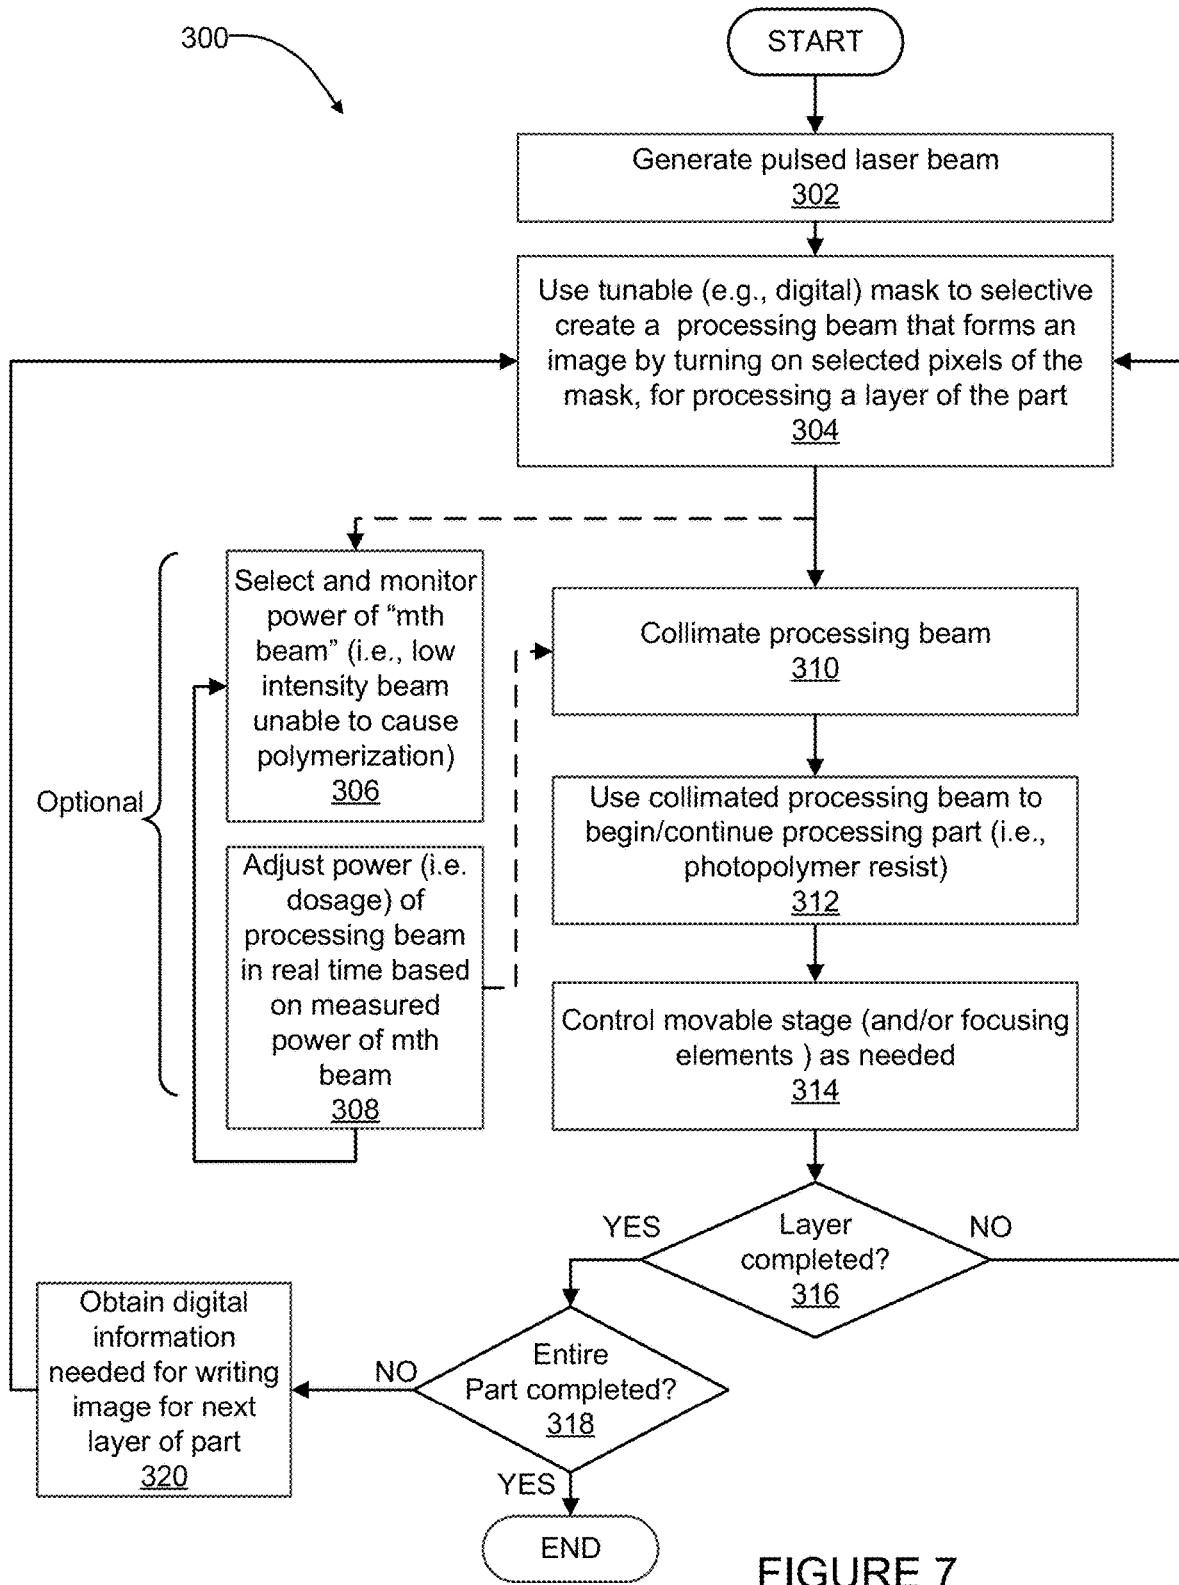 300
START
Generate pulsed laser beam
302
Use tunable (e.g., digital) mask to selective
create a processing beam that forms an
image by turning on selected pixels of the
mask, for processing a layer of the part
304
Optional
Select and monitor
power of “mth
beam” (i.e., low
intensity beam
unable to cause
polymerization)
306
Adjust power (i.e.
dosage) of
processing beam
in real time based
on measured
power of mth
beam
308
Collimate processing beam
310
Use collimated processing beam to
begin/continue processing part (i.e.,
photopolymer resist)
312
Control movable stage (and/or focusing
elements ) as needed
314
YES
Layer
completed?
316
NO
Entire
Part completed?
318
NO
Obtain digital
information
needed for writing
image for next
layer of part
320
YES
END
FIGURE 7